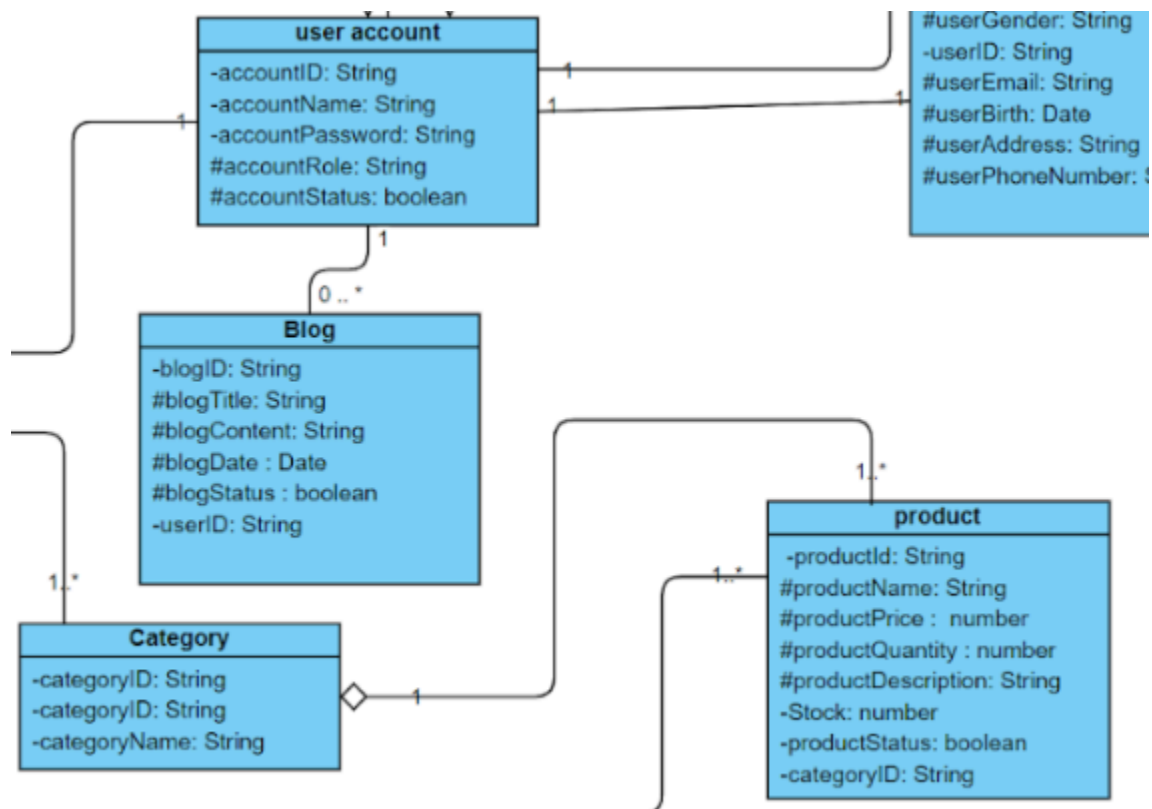 user account
-accountID: String
-accountName: String
-accountPassword: String
#accountRole: String
#accountStatus: boolean
1
1
1
1
1
0 .. *
#userGender: String
-userID: String
#userEmail: String
#userBirth: Date
#userAddress: String
#userPhoneNumber:
Blog
-blogID: String
#blogTitle: String
#blogContent: String
#blogDate : Date
#blogStatus : boolean
-userID: String
1..*
Category
-categoryID: String
-categoryID: String
-categoryName: String
1
1..*
1..*
product
-productId: String
#productName: String
#productPrice : number
#productQuantity : number
#productDescription: String
-Stock: number
-productStatus: boolean
-categoryID: String